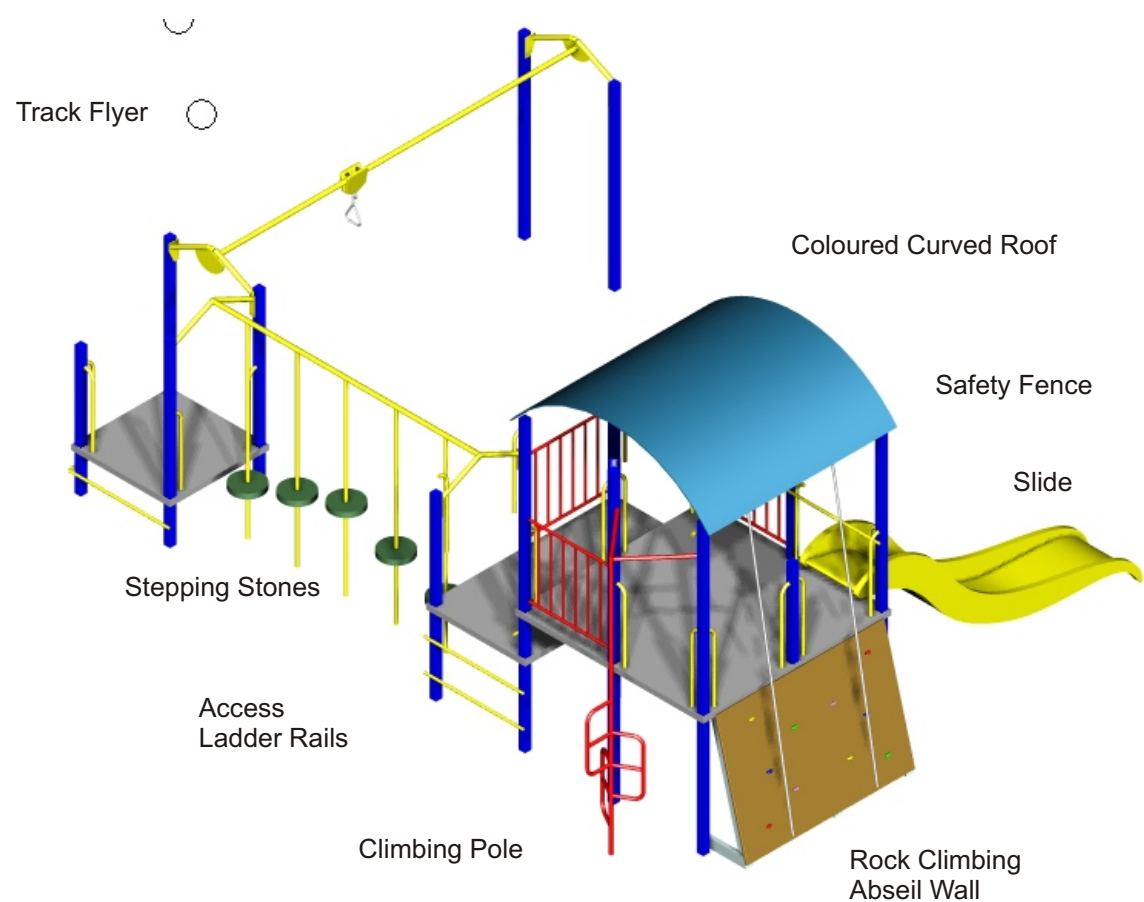 Track Flyer
Coloured Curved Roof
Safety Fence
Slide
Stepping Stones
Access
Ladder Rails
Climbing Pole
Rock Climbing
Abseil Wall